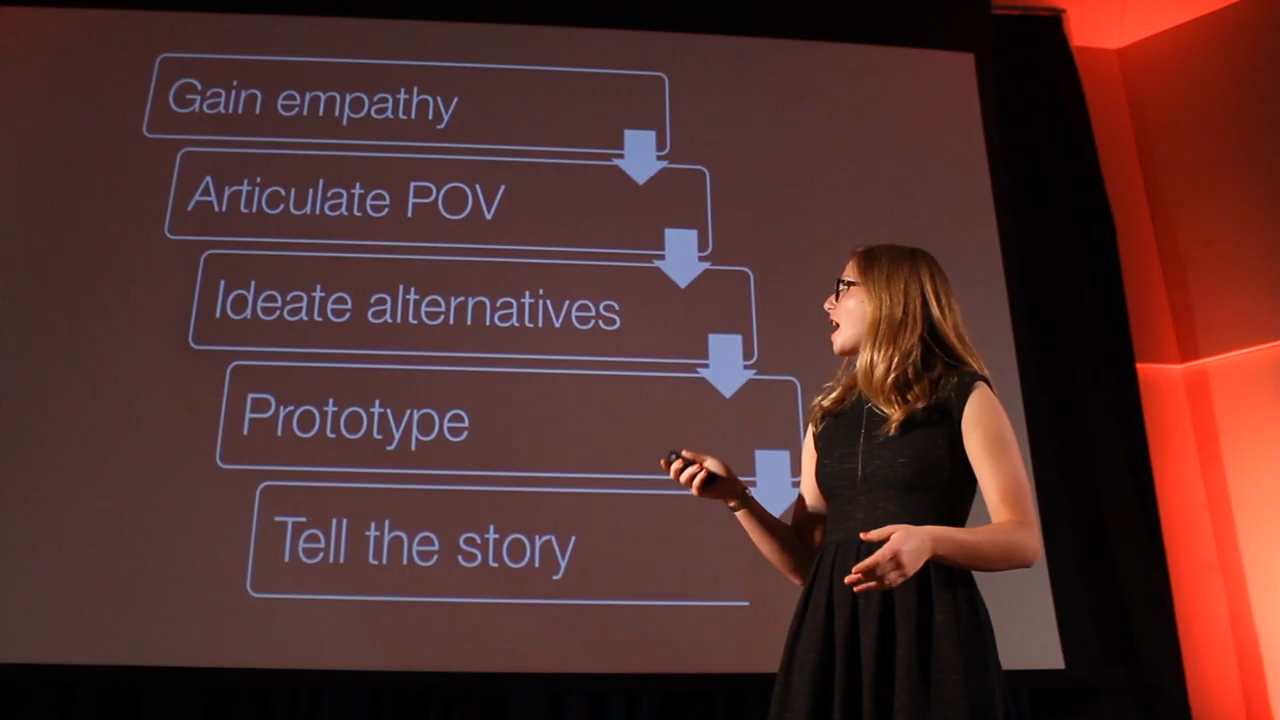 Gain empathy
Articulate POV
Ideate alternatives
Prototype
Tell the story